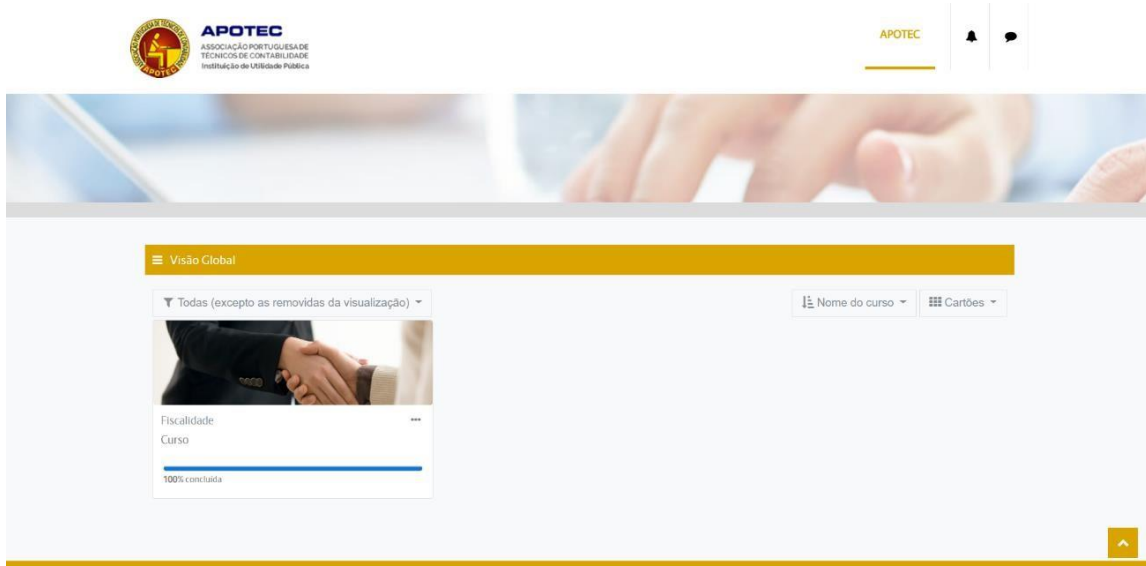 APOTEC
ASSOCIAÇÃO PORTUGUESA DE
TÉCNICOS DE CONTABILIDADE
Instituição de Utilidade Pública
APOTEC
APOTEC
Visão Global
Todas (excepto as removidas da visualização)
Nome do curso
Cartões
Fiscalidade
Curso
100% concluída